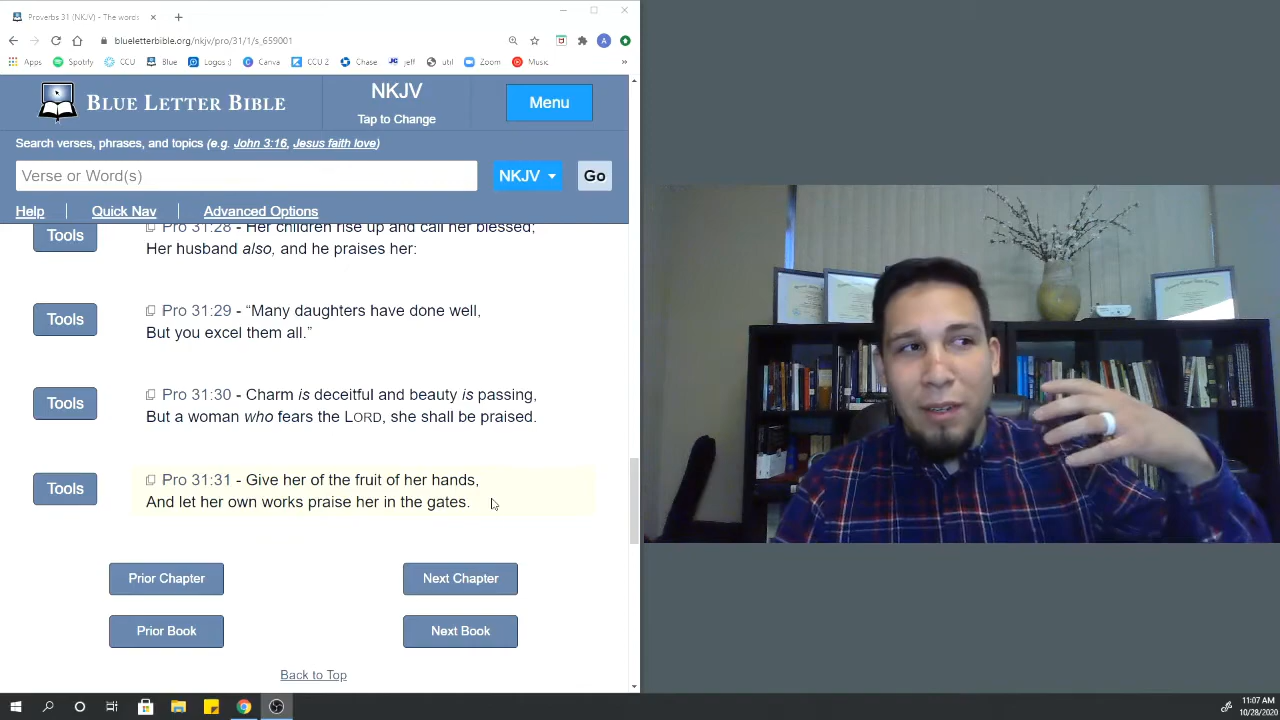 Proverbs 31 (NKJV) - The words
blueletterbible.org/nkjv/pro/31/1/s_659001
Apps Spotify CCU Blue Logos () Canva CCU 2 Chase jeff util Zoom Music »
BLUE LETTER BIBLE
NKJV
Tap to Change
Menu
Search verses, phrases, and topics (e.g. John 3:16, Jesus faith love)
Verse or Word(s) NKJV Go
Help Quick Nav Advanced Options
Tools
Pro 31:28 - Her children rise up and call her blessed;
Her husband also, and he praises her:
Tools
Pro 31:29 - “Many daughters have done well,
But you excel them all.”
Tools
Pro 31:30 - Charm is deceitful and beauty is passing,
But a woman who fears the LORD, she shall be praised.
Tools
Pro 31:31 - Give her of the fruit of her hands,
And let her own works praise her in the gates.
Prior Chapter Next Chapter
Prior Book Next Book
Back to Top
11:07 AM
10/28/2020